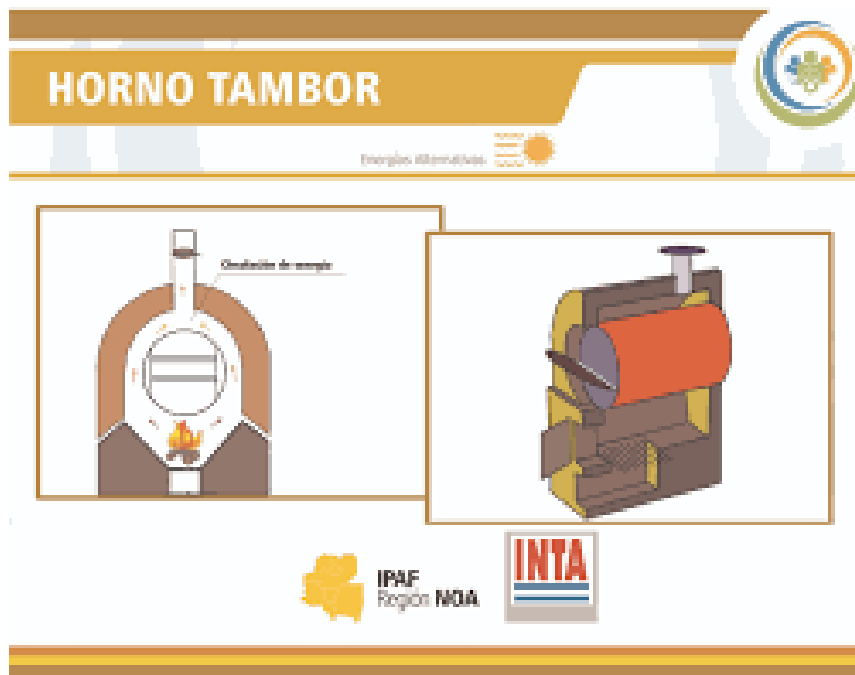 HORNO TAMBOR
Energías Alternativas
Circulación de energía
IPAF
Región NOA
INTA